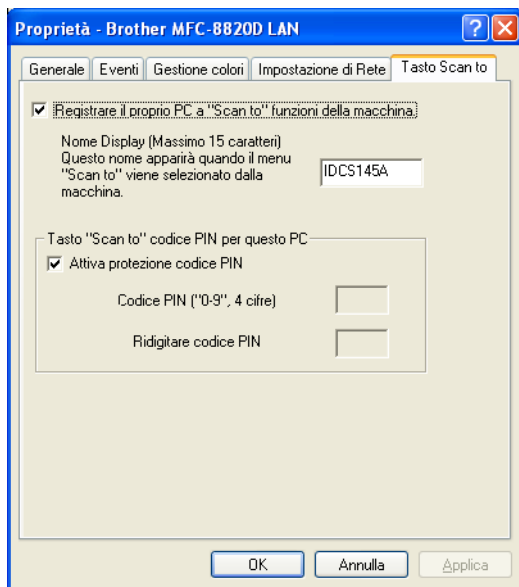 Proprietà - Brother MFC-8820D LAN
?
X
Generale Eventi Gestione colori Impostazione di Rete Tasto Scan to
Registrare il proprio PC a "Scan to" funzioni della macchina.
Nome Display (Massimo 15 caratteri)
Questo nome apparirà quando il menu
"Scan to" viene selezionato dalla
macchina.
IDCS145A
Tasto "Scan to" codice PIN per questo PC
Attiva protezione codice PIN
Codice PIN ("0-9", 4 cifre)
Ridigitare codice PIN
OK Annulla Applica